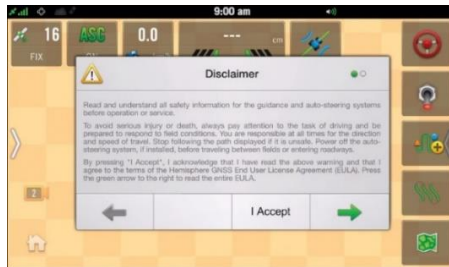 9:00 am
16 ASG 0.0 --- cm
FIX
Disclaimer
Read and understand all safety information for the guidance and auto-steering systems
before operation or service.
To avoid serious injury or death, always pay attention to the task of driving and be
prepared to respond to field conditions. You are responsible at all times for the direction
and speed of travel. Stop following the path displayed if it is unsafe. Power off the auto-
steering system, if installed, before traveling between fields or entering roadways.
By pressing "I Accept", I acknowledge that I have read the above warning and that I
agree to the terms of the Hemisphere GNSS End User License Agreement (EULA). Press
the green arrow to the right to read the entire EULA.
2
I Accept